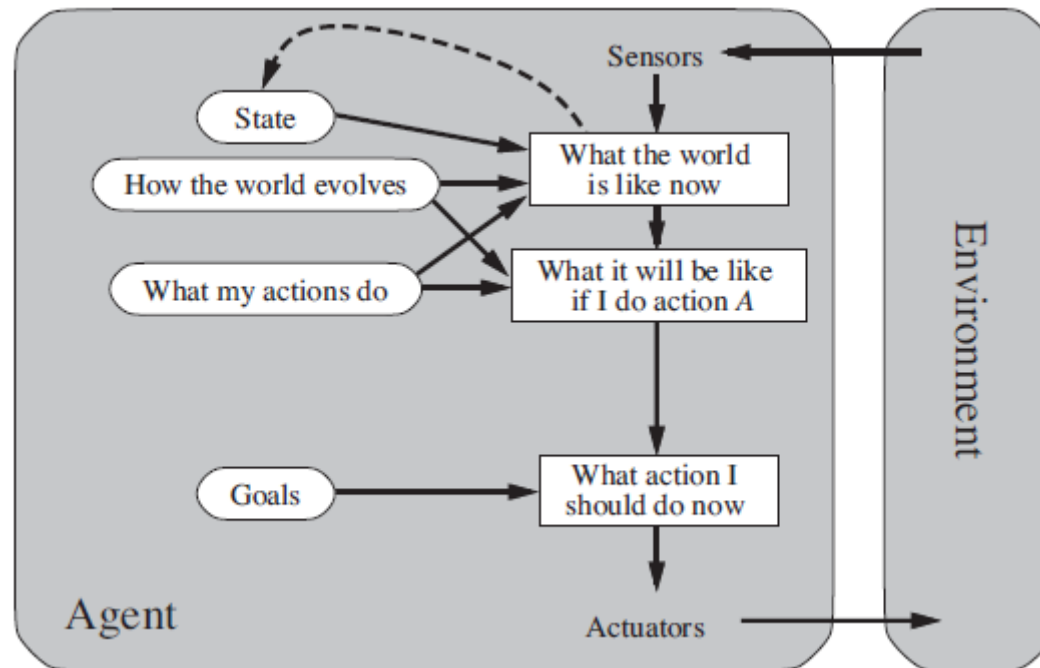 Sensors
State
What the world
is like now
How the world evolves
What it will be like
if I do action A
What my actions do
Environment
What action I
should do now
Goals
Agent
Actuators